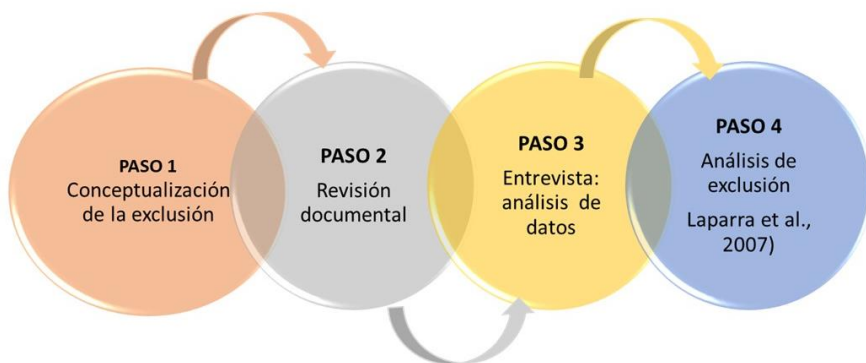 PASO 1
Conceptualización
de la exclusión
PASO 2
Revisión
documental
PASO 3
Entrevista:
análisis de
datos
PASO 4
Análisis de
exclusión
Laparra et al.,
2007)